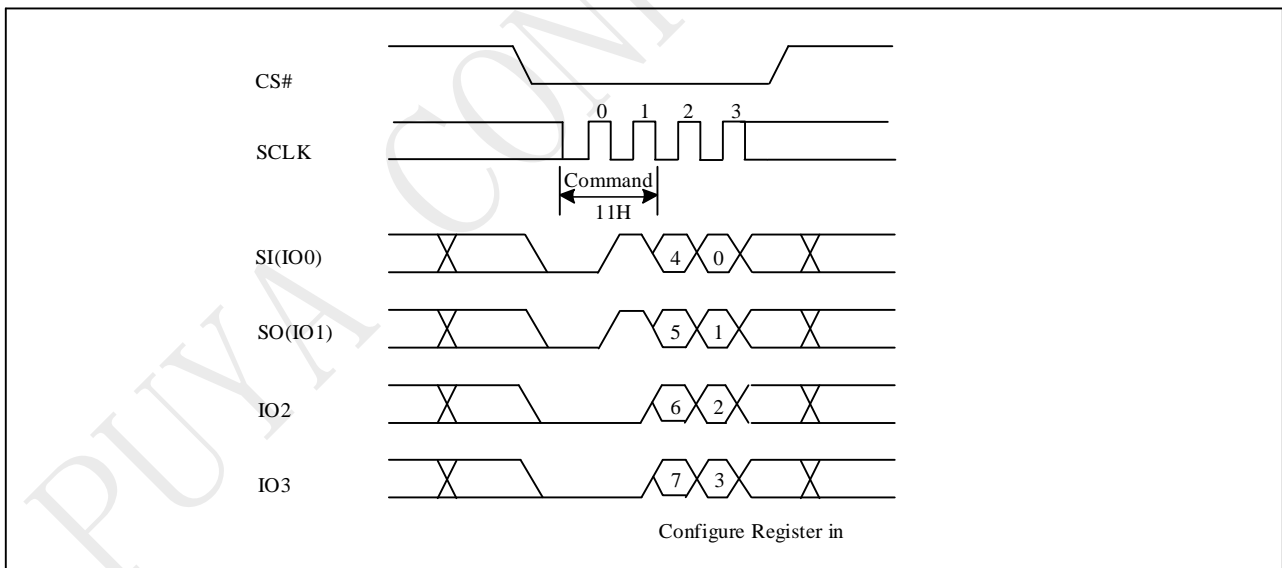 PUYA CONF
CS#
0 1 2 3
SCLK
Command
11H
SI(IO0)
4 0
SO(IO1)
5 1
IO2
6 2
IO3
7 3
Configure Register in